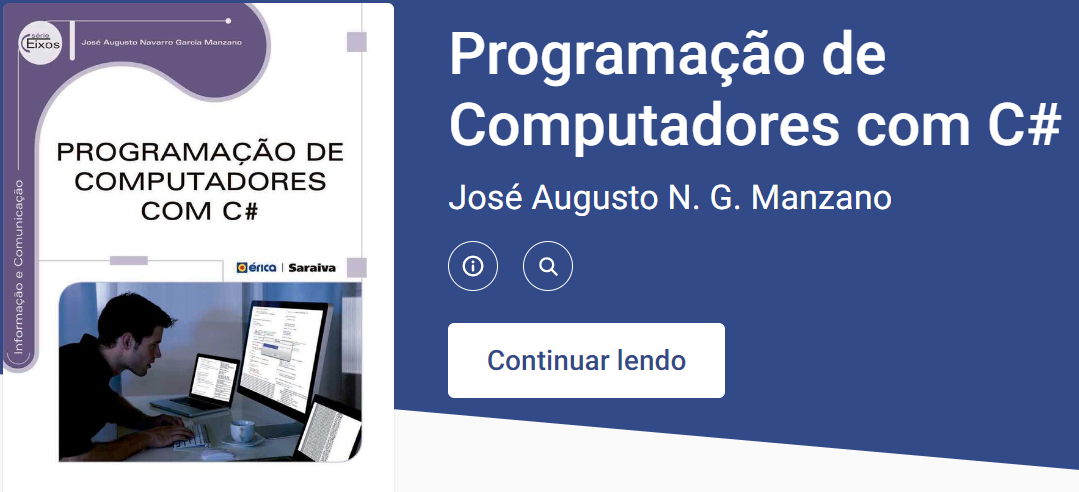 série
Eixos
José Augusto Navarro Garcia Manzano
Informação e Comunicação
PROGRAMAÇÃO DE
COMPUTADORES
COM C#
érica | Saraiva
Programação de
Computadores com C#
José Augusto N. G. Manzano
Continuar lendo